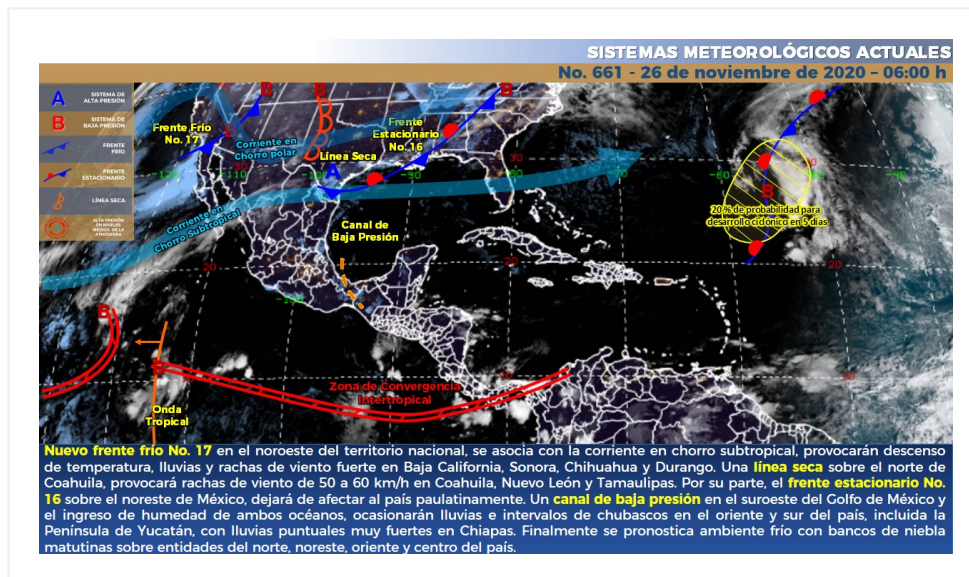 SISTEMAS METEOROLÓGICOS ACTUALES
No. 661 - 26 de noviembre de 2020 – 06:00 h
A SISTEMA DE ALTA PRESIÓN
B SISTEMA DE BAJA PRESIÓN
FRENTE FRÍO
FRENTE ESTACIONARIO
LÍNEA SECA
ALTA PRESIÓN EN NIVELES MEDIOS DE LA ATMÓSFERA
B
B
B
Frente Frío
No. 17
Corriente en
Chorro polar
Frente
Estacionário
No. 16
Línea Seca
A
Corriente en
Chorro Subtropical
Canal de
Baja Presión
B
20 % de probabilidad para
desarrollo ciclónico en 5 días
B
B
Onda
Tropical
Zona de Convergencia
Intertropical
Nuevo frente frío No. 17 en el noroeste del territorio nacional, se asocia con la corriente en chorro subtropical, provocarán descenso
de temperatura, lluvias y rachas de viento fuerte en Baja California, Sonora, Chihuahua y Durango. Una línea seca sobre el norte de
Coahuila, provocará rachas de viento de 50 a 60 km/h en Coahuila, Nuevo León y Tamaulipas. Por su parte, el frente estacionario No.
16 sobre el noreste de México, dejará de afectar al país paulatinamente. Un canal de baja presión en el suroeste del Golfo de México y
el ingreso de humedad de ambos océanos, ocasionarán lluvias e intervalos de chubascos en el oriente y sur del país, incluida la
Península de Yucatán, con lluvias puntuales muy fuertes en Chiapas. Finalmente se pronostica ambiente frío con bancos de niebla
matutinas sobre entidades del norte, noreste, oriente y centro del país.